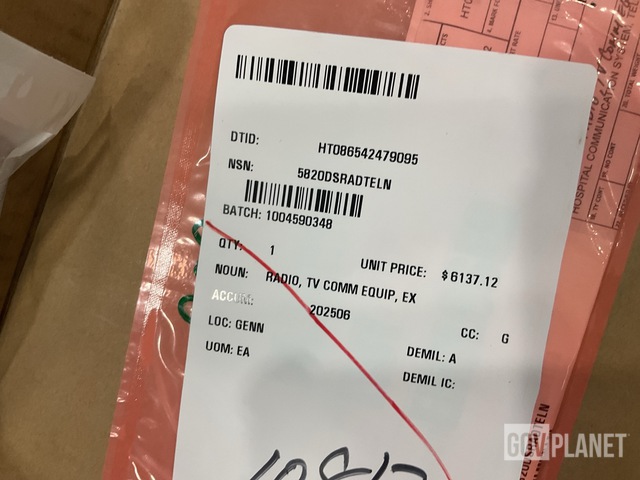 DTID: HT086542479095
NSN: 5820DSRADTELN
BATCH: 1004590348
QTY: 1
UNIT PRICE: $6137.12
NOUN: RADIO, TV COMM EQUIP, EX
ACCUM: 202506
LOC: GENN
CC: G
UOM: EA
DEMIL: A
DEMIL IC:
HOSPITAL COMMUNICATION SYSTEM
GOVPLANET